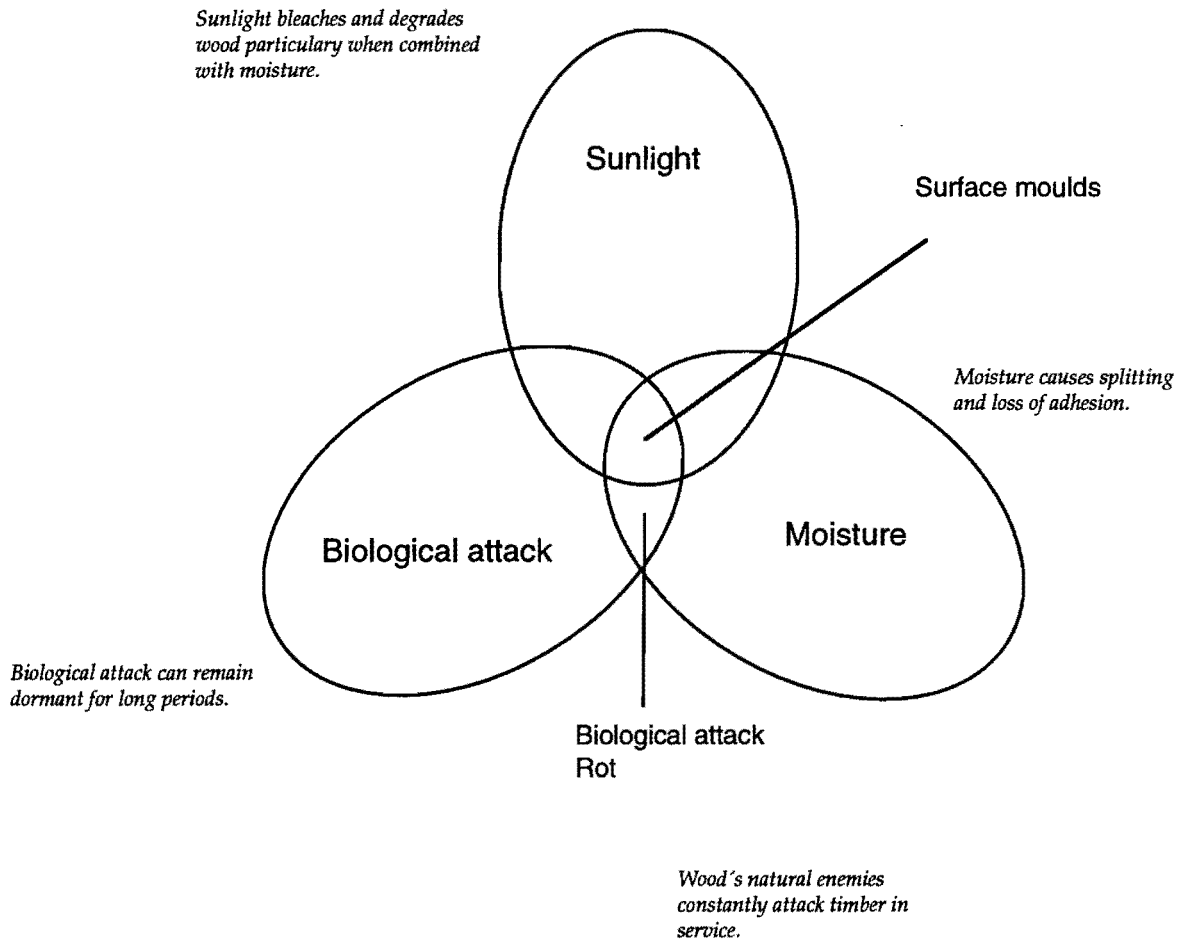 Sunlight bleaches and degrades
wood particulary when combined
with moisture.
Sunlight
Surface moulds
Moisture causes splitting
and loss of adhesion.
Moisture
Biological attack
Biological attack can remain
dormant for long periods.
Biological attack
Rot
Wood´s natural enemies
constantly attack timber in
service.